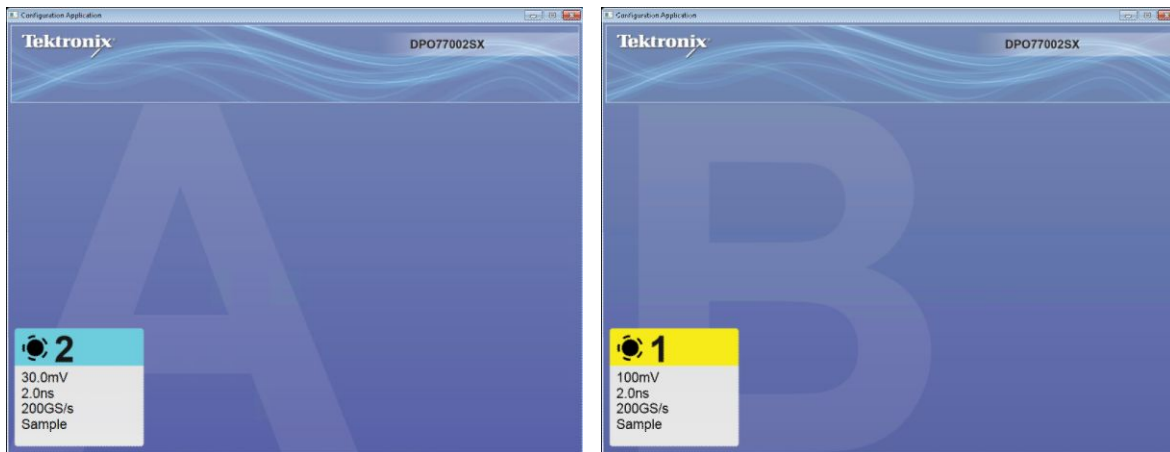 Configuration Application
Tektronix
DPO77002SX
A
2
30.0mV
2.0ns
200GS/s
Sample
Configuration Application
Tektronix
DPO77002SX
B
1
100mV
2.0ns
200GS/s
Sample